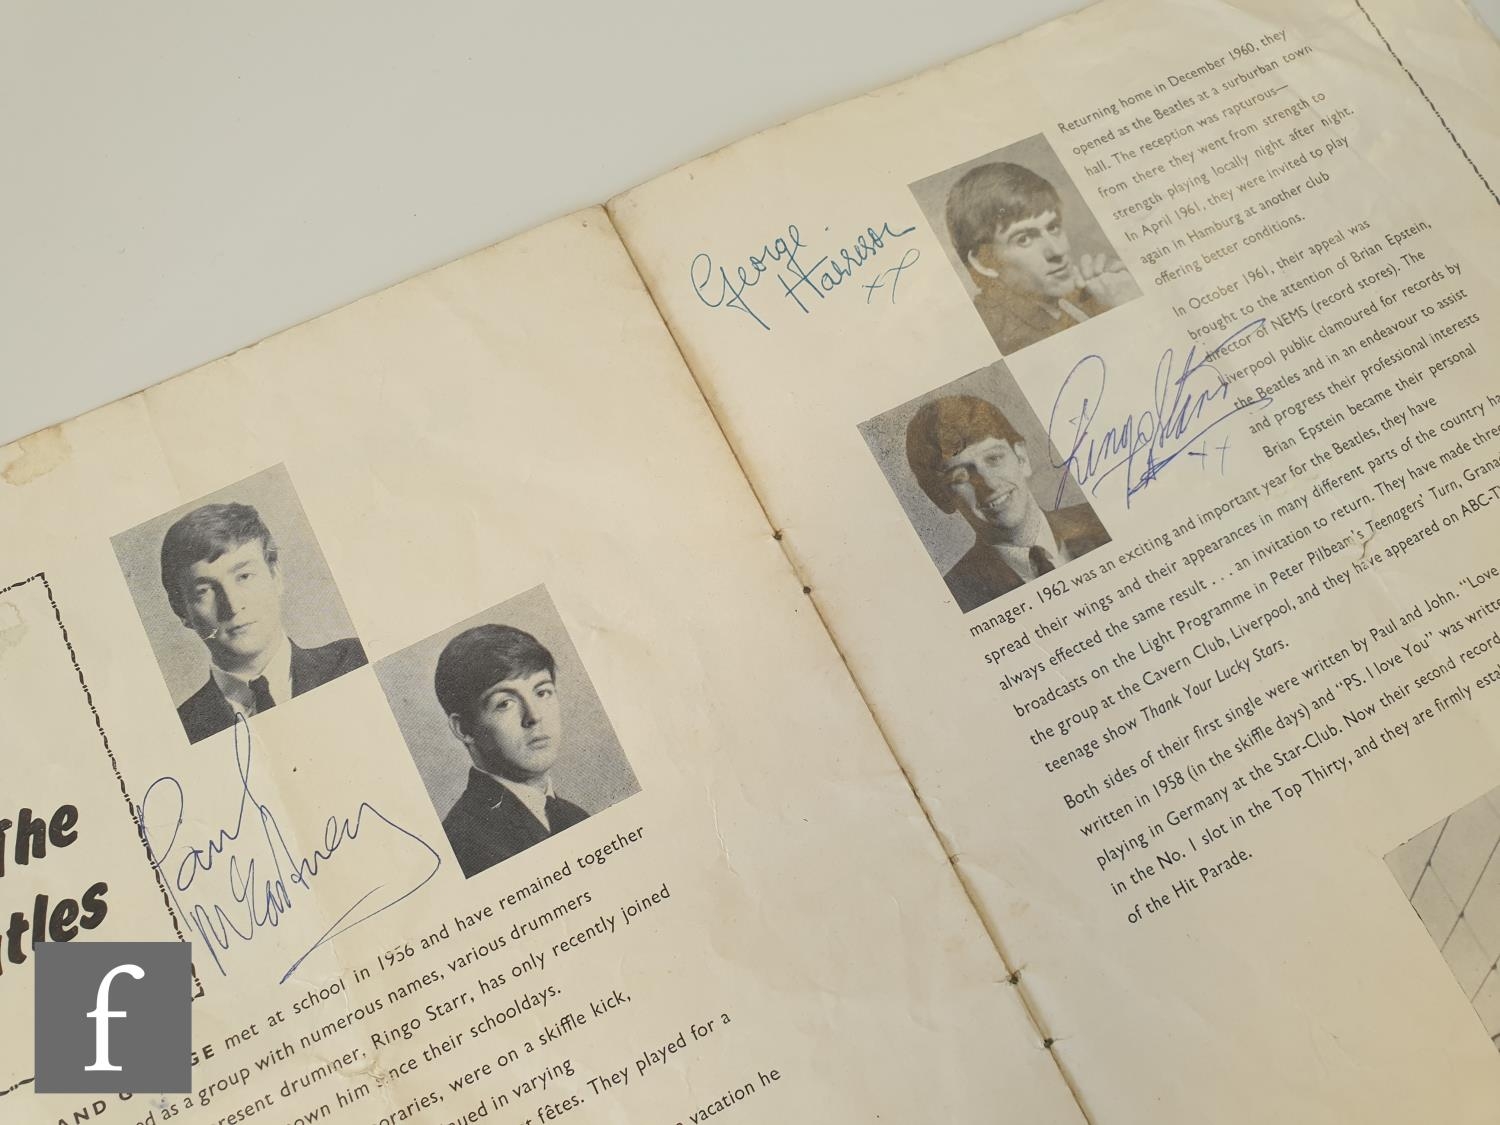 The
Paul
McCartney
met at school in 1956 and have remained together
as a group with numerous names, various drummers
drummer, Ringo Starr, has only recently joined
him since their schooldays.
were on a skiffle kick,
in varying
fêtes. They played for a
vacation he
f
George
Harrison
xx
Returning home in December 1960, they
opened as the Beatles at a surburban town
hall. The reception was rapturous—
from there they went from strength to
strength playing locally night after night.
In April 1961, they were invited to play
again in Hamburg at another club
offering better conditions.
In October 1961, their appeal was
brought to the attention of Brian Epstein,
director of NEMS (record stores). The
Liverpool public clamoured for records by
the Beatles and in an endeavour to assist
and progress their professional interests
Brian Epstein became their personal
Ringo Starr
xx
manager. 1962 was an exciting and important year for the Beatles, they have
spread their wings and their appearances in many different parts of the country
always effected the same result . . . an invitation to return. They have made three
broadcasts on the Light Programme in Peter Pilbeam's Teenagers' Turn,
the group at the Cavern Club, Liverpool, and they have appeared on
teenage show Thank Your Lucky Stars.
Both sides of their first single were written by Paul and John. "Love
written in 1958 (in the skiffle days) and "PS. I love You" was
playing in Germany at the Star-Club. Now their second record
in the No. 1 slot in the Top Thirty, and they are firmly
of the Hit Parade.